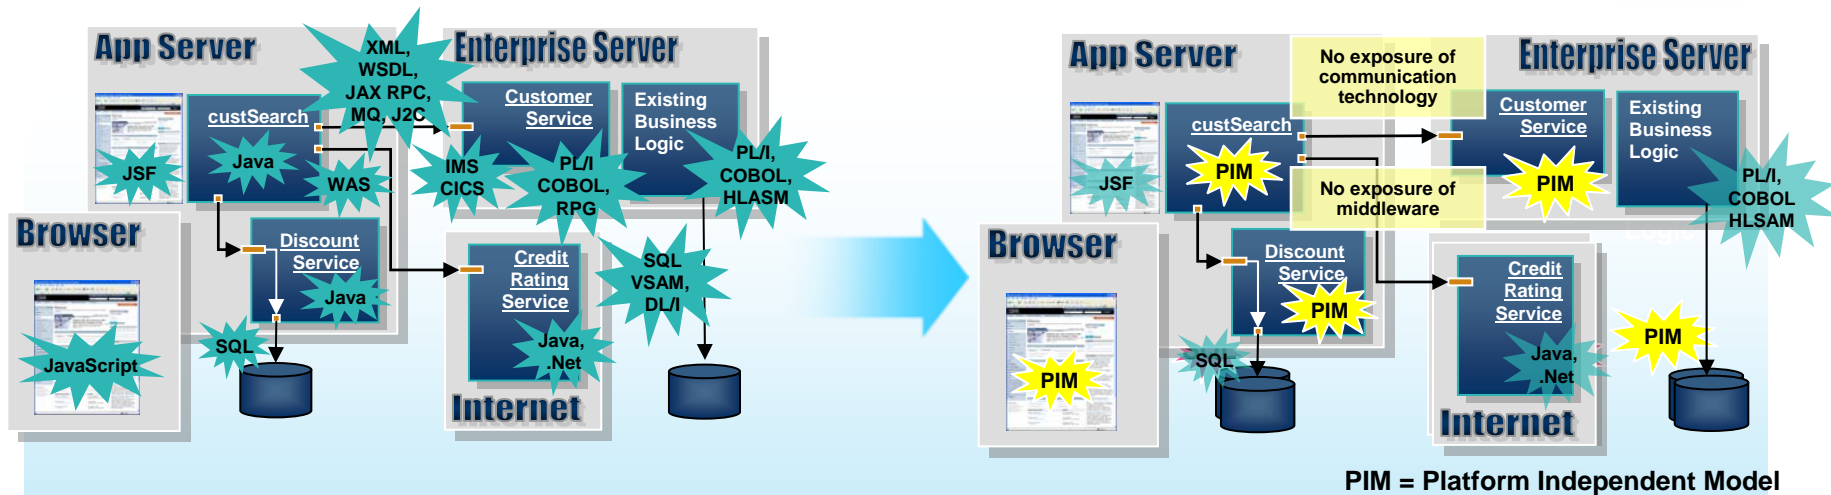 App Server
XML,
WSDL,
JAX RPC,
MQ, J2C
Enterprise Server
custSearch
Java
JSF
WAS
Customer
Service
IMS
CICS
PL/I
COBOL,
RPG
Existing
Business
Logic
PL/I,
COBOL,
HLASM
Browser
JavaScript
Discount
Service
Java
SQL
Credit
Rating
Service
Java,
.Net
SQL
VSAM,
DL/I
Internet
App Server
No exposure of
communication
technology
Enterprise Server
custSearch
PIM
JSF
No exposure of
middleware
Customer
Service
PIM
Existing
Business
Logic
PL/I,
COBOL
HLSAM
Browser
PIM
Discount
Service
PIM
SQL
Credit
Rating
Service
Java,
.Net
PIM
Internet
PIM = Platform Independent Model